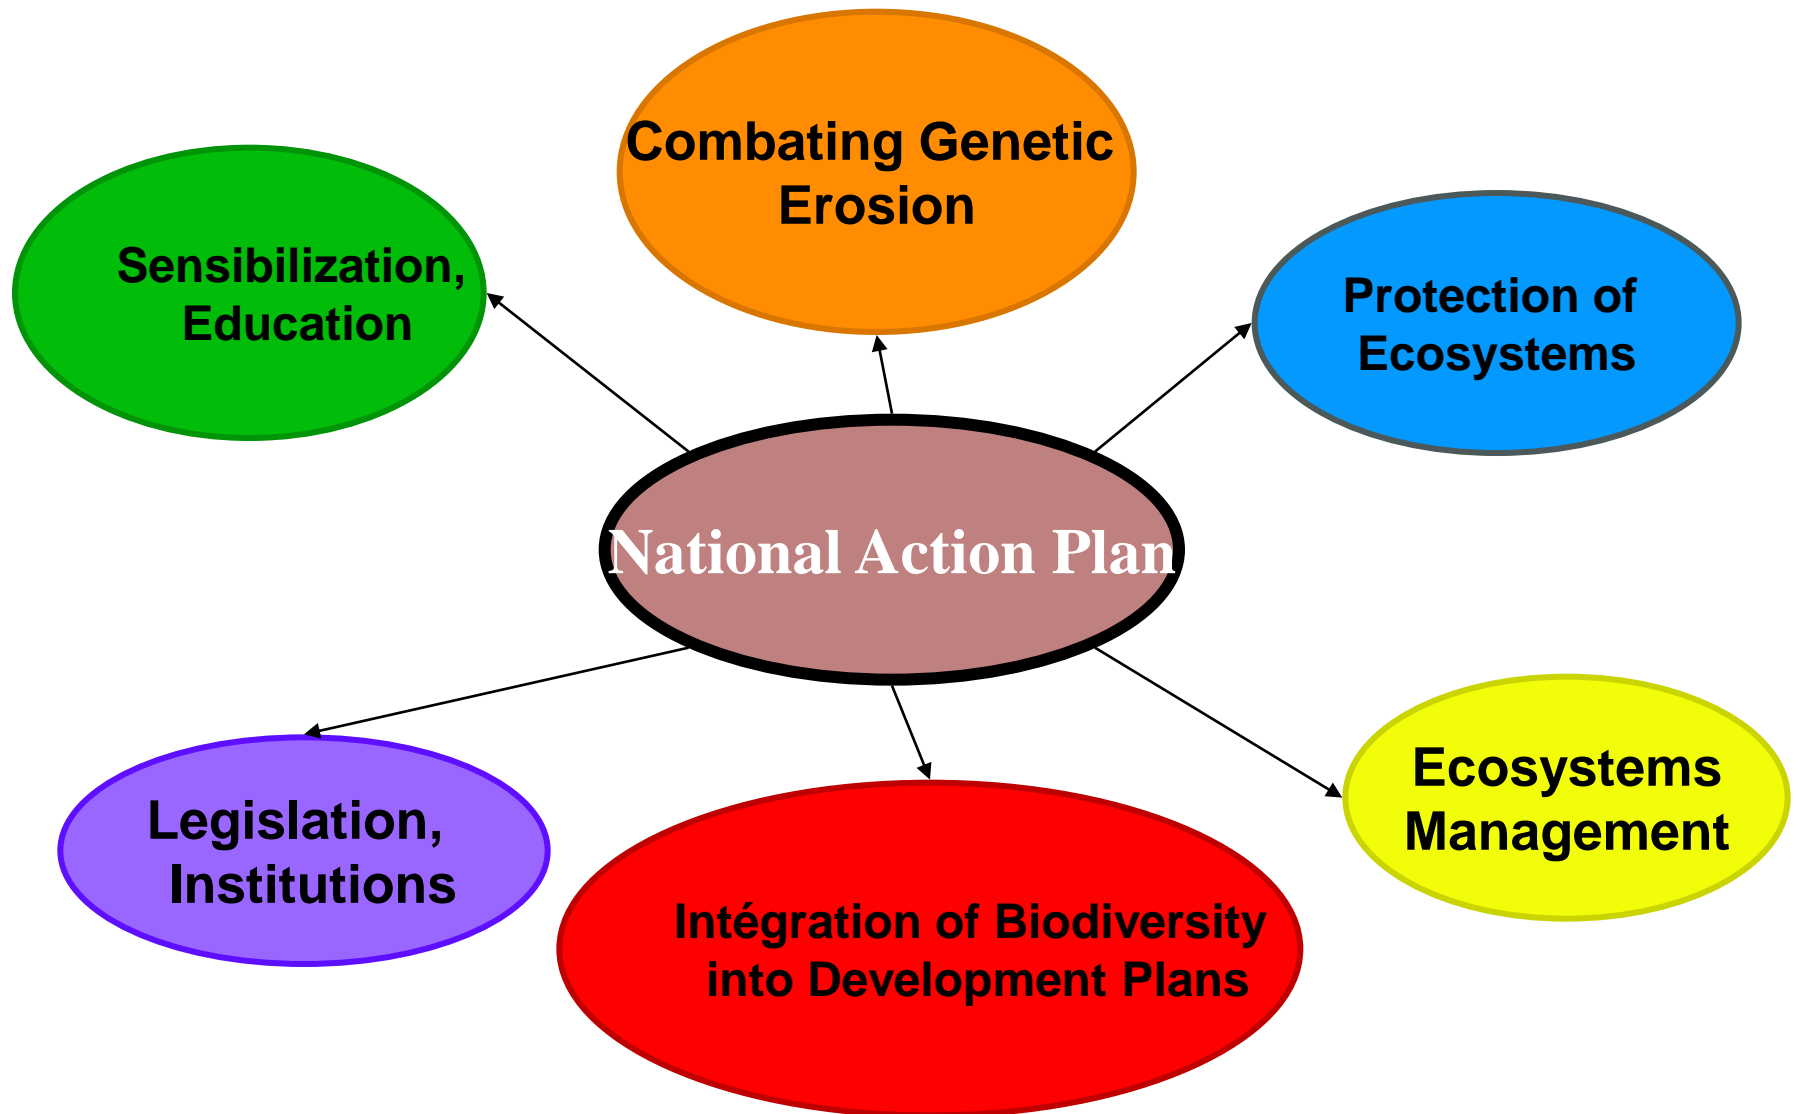 Combating Genetic
Erosion
Sensibilization,
Education
Protection of
Ecosystems
National Action Plan
Legislation,
Institutions
Intégration of Biodiversity
into Development Plans
Ecosystems
Management